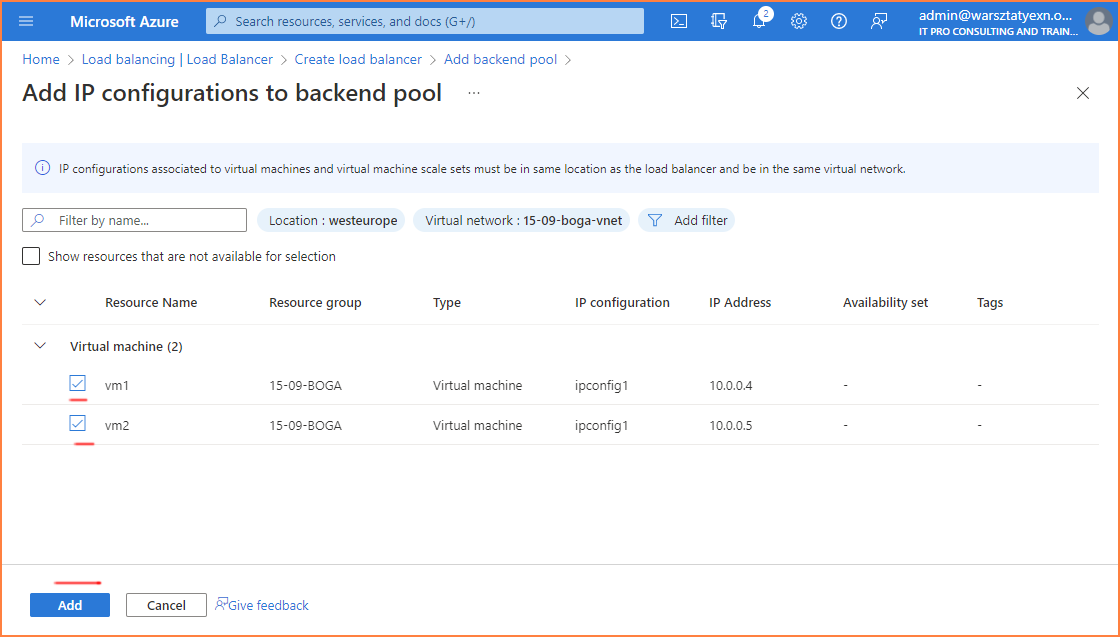 Microsoft Azure
Search resources, services, and docs (G+/)
2
admin@warsztatyexn.o...
IT PRO CONSULTING AND TRAIN...
Home > Load balancing | Load Balancer > Create load balancer > Add backend pool >
Add IP configurations to backend pool ...
IP configurations associated to virtual machines and virtual machine scale sets must be in same location as the load balancer and be in the same virtual network.
Filter by name...
Location : westeurope
Virtual network : 15-09-boga-vnet
Add filter
Show resources that are not available for selection
Resource Name Resource group Type IP configuration IP Address Availability set Tags
Virtual machine (2)
vm1 15-09-BOGA Virtual machine ipconfig1 10.0.0.4 - -
vm2 15-09-BOGA Virtual machine ipconfig1 10.0.0.5 - -
Add Cancel Give feedback